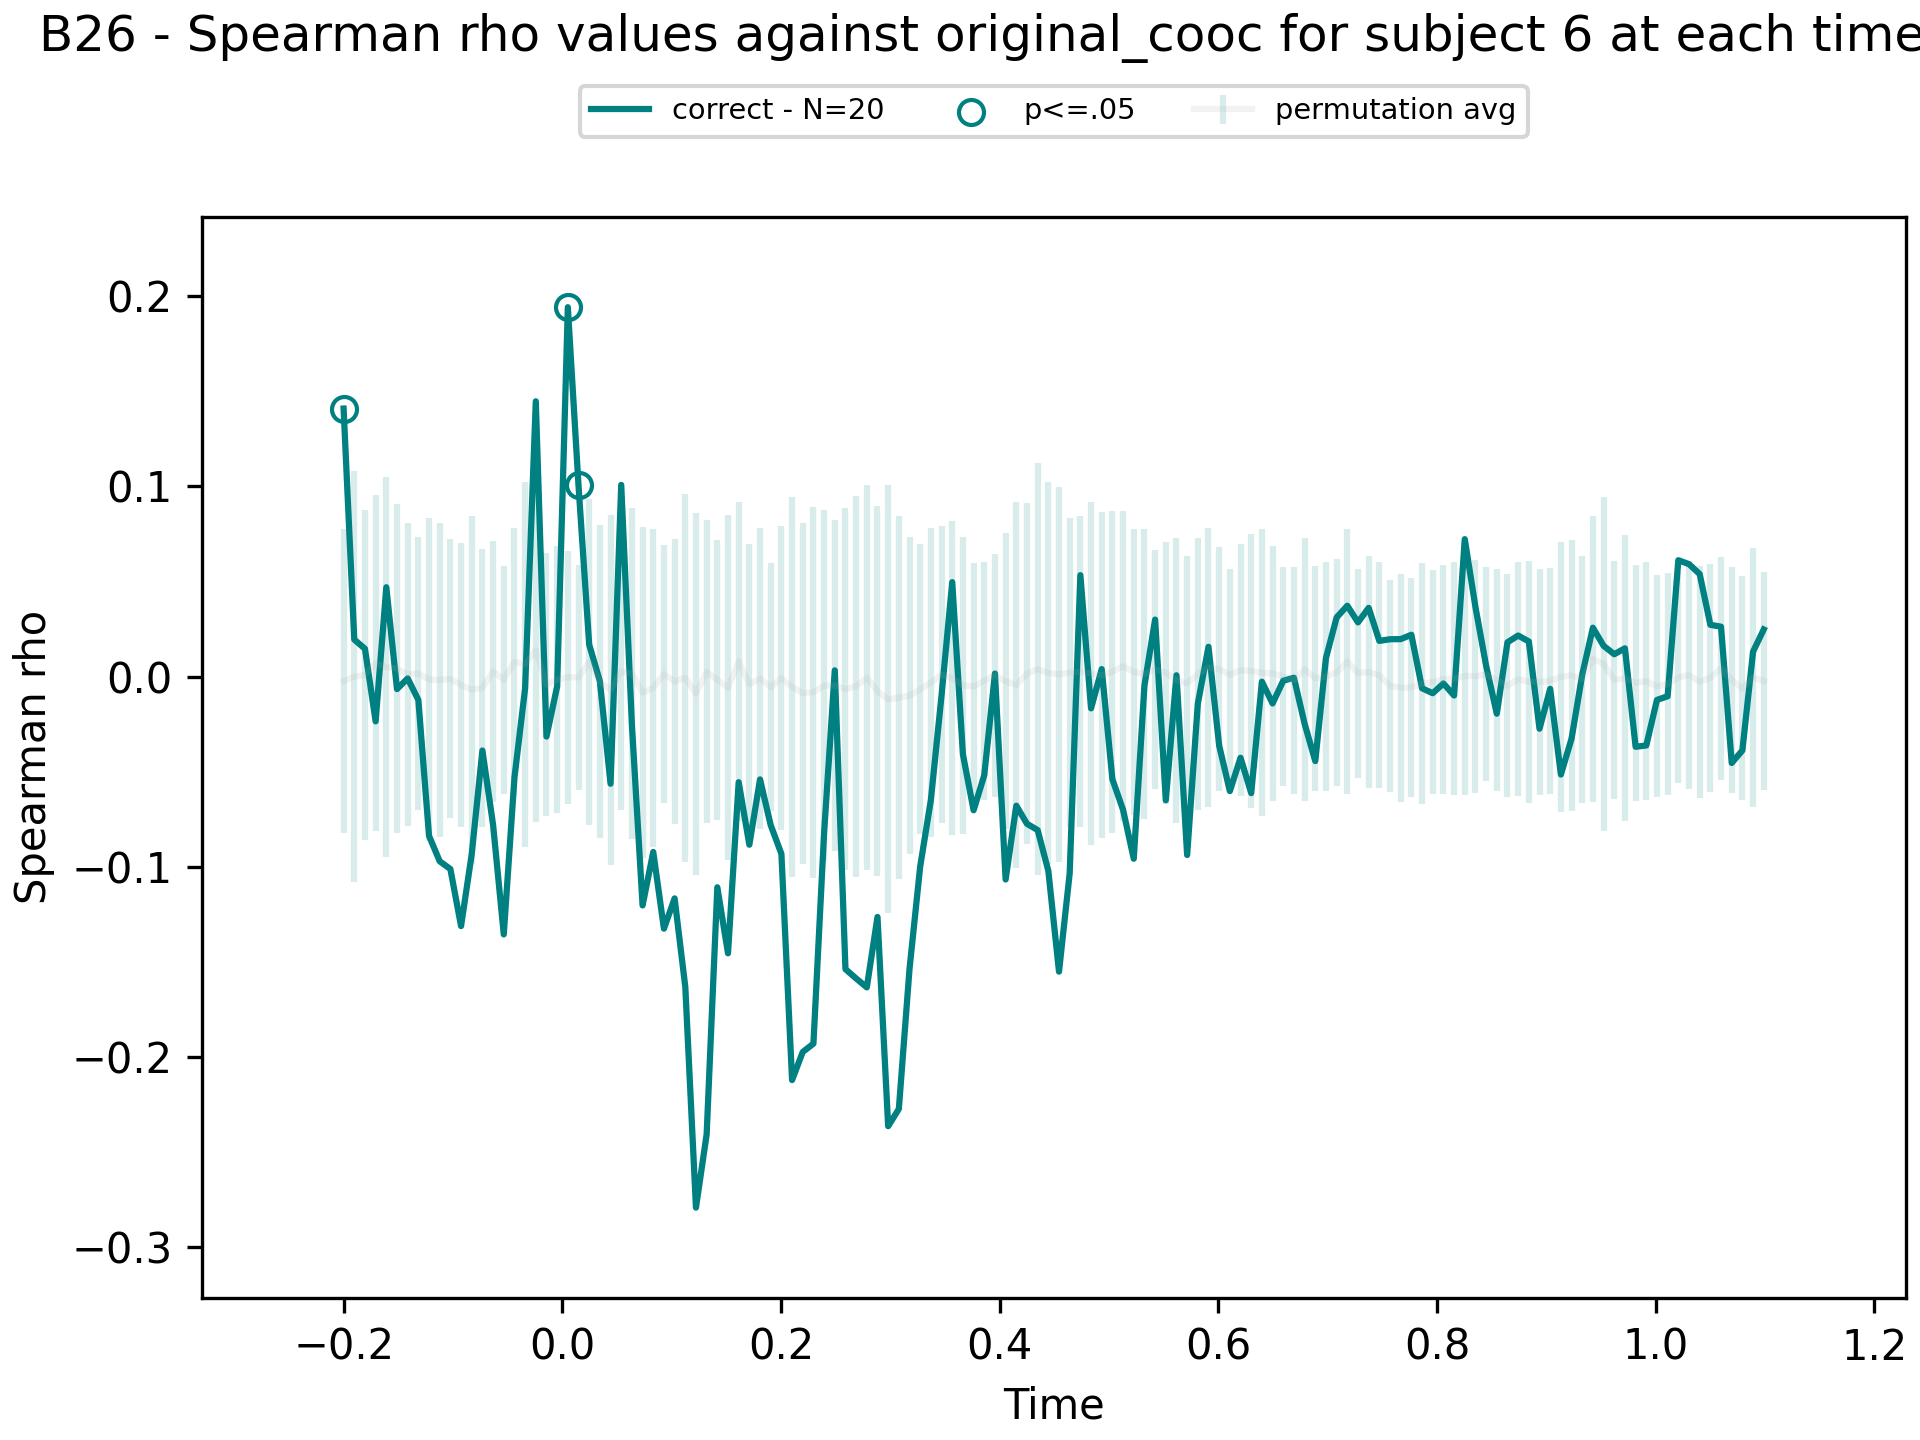 B26 - Spearman rho values against original_cooc for subject 6 at each time
correct - N=20
p<=.05
permutation avg
Spearman rho
0.2
0.1
0.0
−0.1
−0.2
−0.3
−0.2 0.0 0.2 0.4 0.6 0.8 1.0 1.2
Time